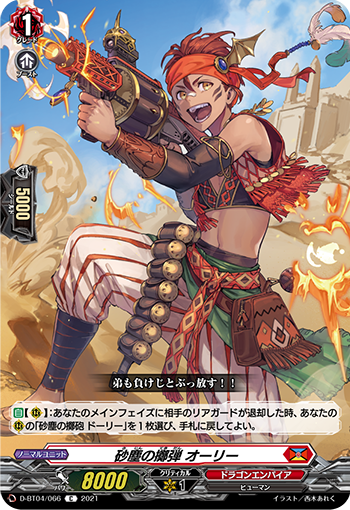 1
グレード
ブースト
5000
シールド
弟も負けじとぶっ放す！！
【R】：あなたのメインフェイズに相手のリアガードが退却した時、あなたの
R の「砂塵の擲砲 ドーリー」を１枚選び、手札に戻してよい。
ノーマルユニット
砂塵の擲弾 オーリー
パワー
8000
クリティカル
1
ドラゴンエンパイア
ヒューマン
D-BT04/066 C 2021
イラスト／西木あれく